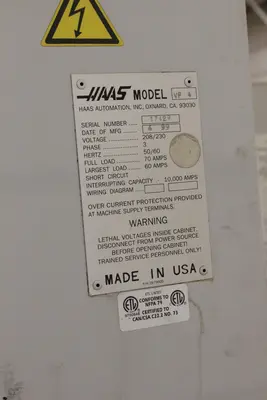 HAAS MODEL VF 4
HAAS AUTOMATION, INC, OXNARD, CA. 93030
SERIAL NUMBER
DATE OF MFG 6 99
VOLTAGE 208/230
PHASE 3
HERTZ 50/60
FULL LOAD 70 AMPS
LARGEST LOAD 60 AMPS
SHORT CIRCUIT
INTERRUPTING CAPACITY 10,000 AMPS
WIRING DIAGRAM
OVER CURRENT PROTECTION PROVIDED
AT MACHINE SUPPLY TERMINALS.
WARNING
LETHAL VOLTAGES INSIDE CABINET.
DISCONNECT FROM POWER SOURCE
BEFORE OPENING CABINET!
TRAINED SERVICE PERSONNEL ONLY!
MADE IN USA
CONFORMS TO
NFPA 79
CERTIFIED TO
CAN/CSA C22.2 NO. 73